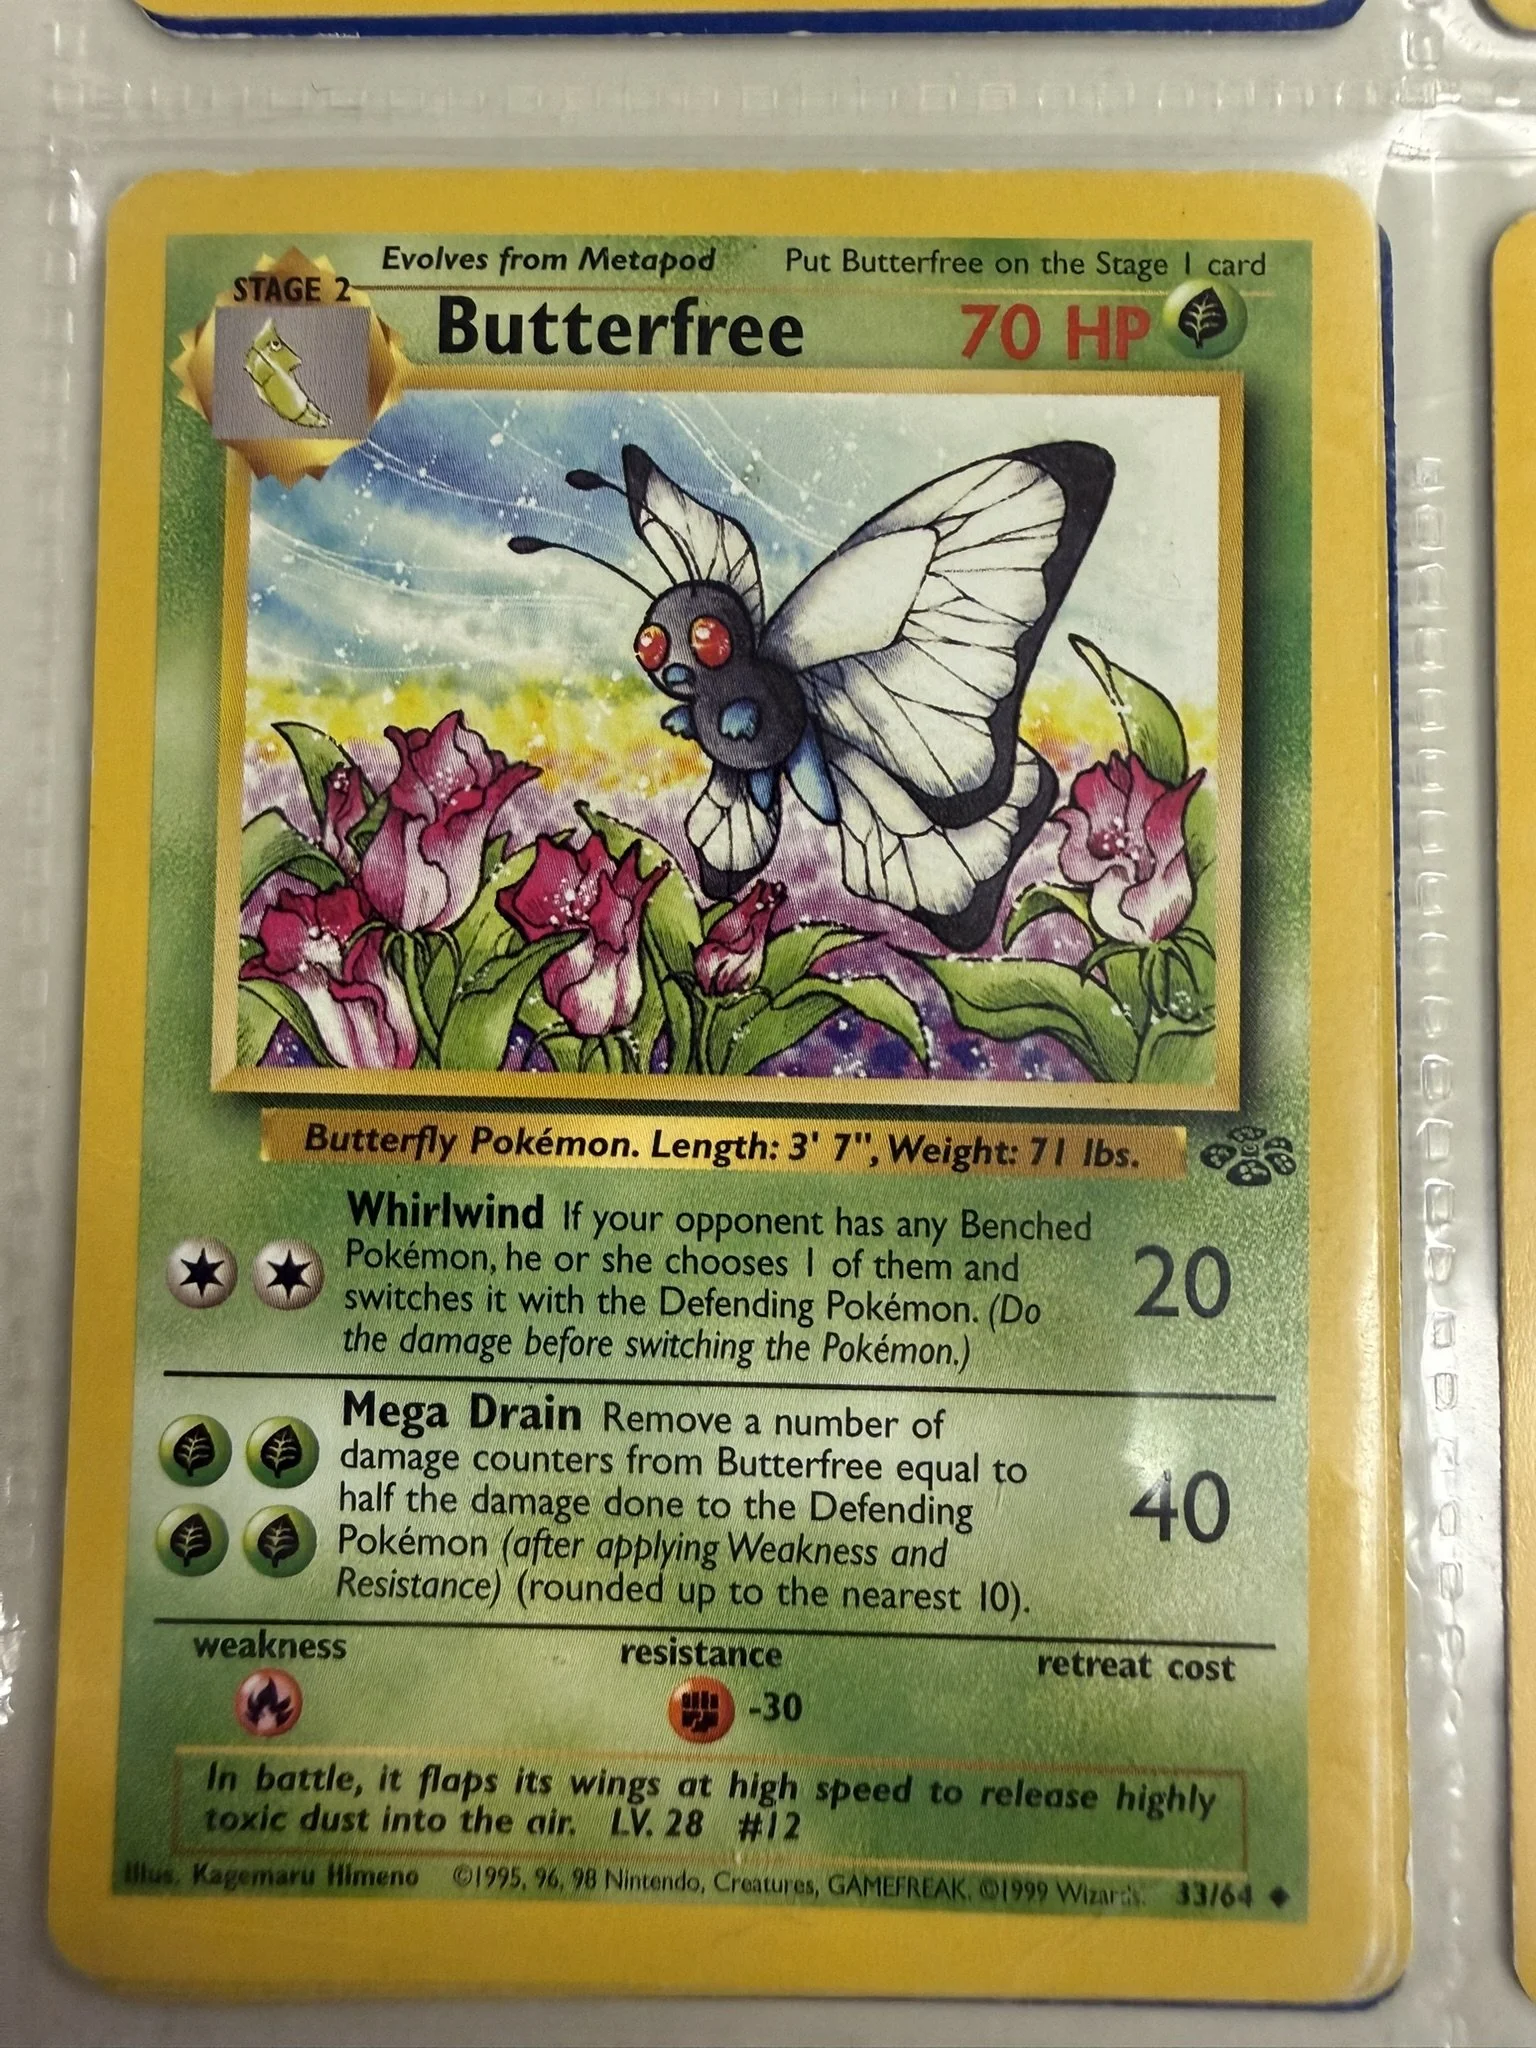 Evolves from Metapod Put Butterfree on the Stage 1 card
STAGE 2
Butterfree 70 HP
Butterfly Pokémon. Length: 3' 7", Weight: 71 lbs.
Whirlwind If your opponent has any Benched
Pokémon, he or she chooses 1 of them and
switches it with the Defending Pokémon. (Do
the damage before switching the Pokémon.)
20
Mega Drain Remove a number of
damage counters from Butterfree equal to
half the damage done to the Defending
Pokémon (after applying Weakness and
Resistance) (rounded up to the nearest 10).
40
weakness resistance retreat cost
-30
In battle, it flaps its wings at high speed to release highly
toxic dust into the air. LV. 28 #12
Illus. Kagemaru Himeno ©1995, 96, 98 Nintendo, Creatures, GAMEFREAK. ©1999 Wizards. 33/64